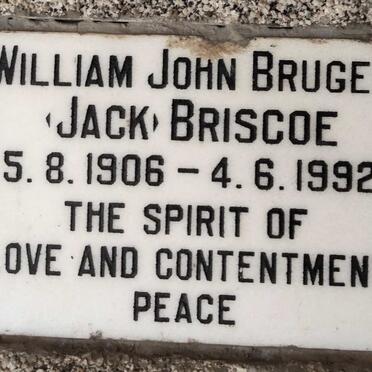 WILLIAM JOHN BRUGE
‹JACK› BRISCOE
5.8.1906 – 4.6.1992
THE SPIRIT OF
OVE AND CONTENTMEN
PEACE